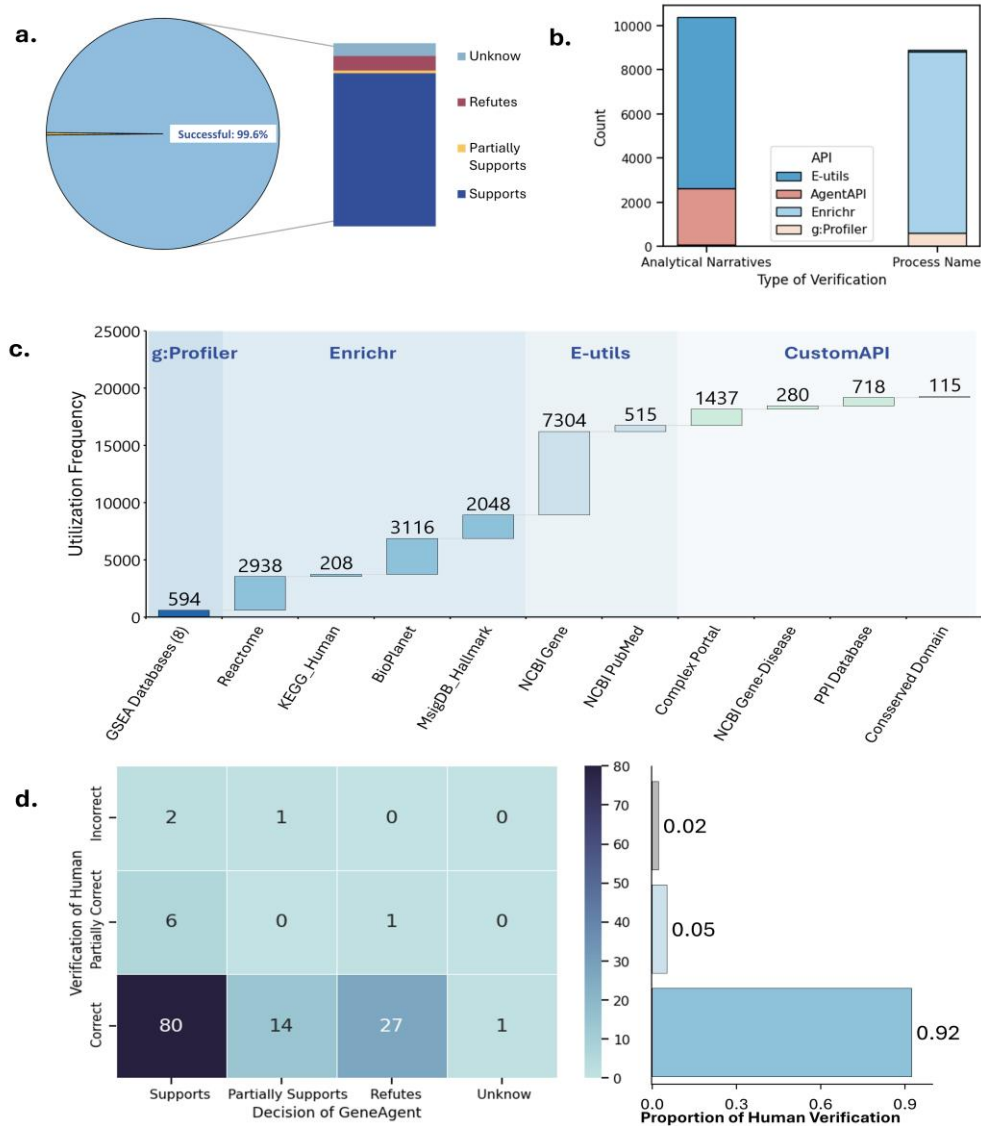 a.
Successful: 99.6%
Unknow
Refutes
Partially
Supports
Supports
b.
10000
8000
6000
4000
2000
0
Count
API
E-utils
AgentAPI
Enrichr
g:Profiler
Analytical Narratives
Process Name
Type of Verification
c.
25000
20000
15000
10000
5000
0
Utilization Frequency
g:Profiler
Enrichr
E-utils
CustomAPI
594
2938
208
3116
2048
7304
515
1437
280
718
115
GSEA Databases (8)
Reactome
KEGG_Human
BioPlanet
MsigDB_Hallmark
NCBI Gene
NCBI PubMed
Complex Portal
NCBI Gene-Disease
PPI Database
Consserved Domain
d.
Verification of Human
Incorrect
Partially Correct
Correct
2
1
0
0
6
0
1
0
80
14
27
1
Supports
Partially Supports
Refutes
Unknow
Decision of GeneAgent
80
70
60
50
40
30
20
10
0
0.02
0.05
0.92
0.0
0.3
0.6
0.9
Proportion of Human Verification